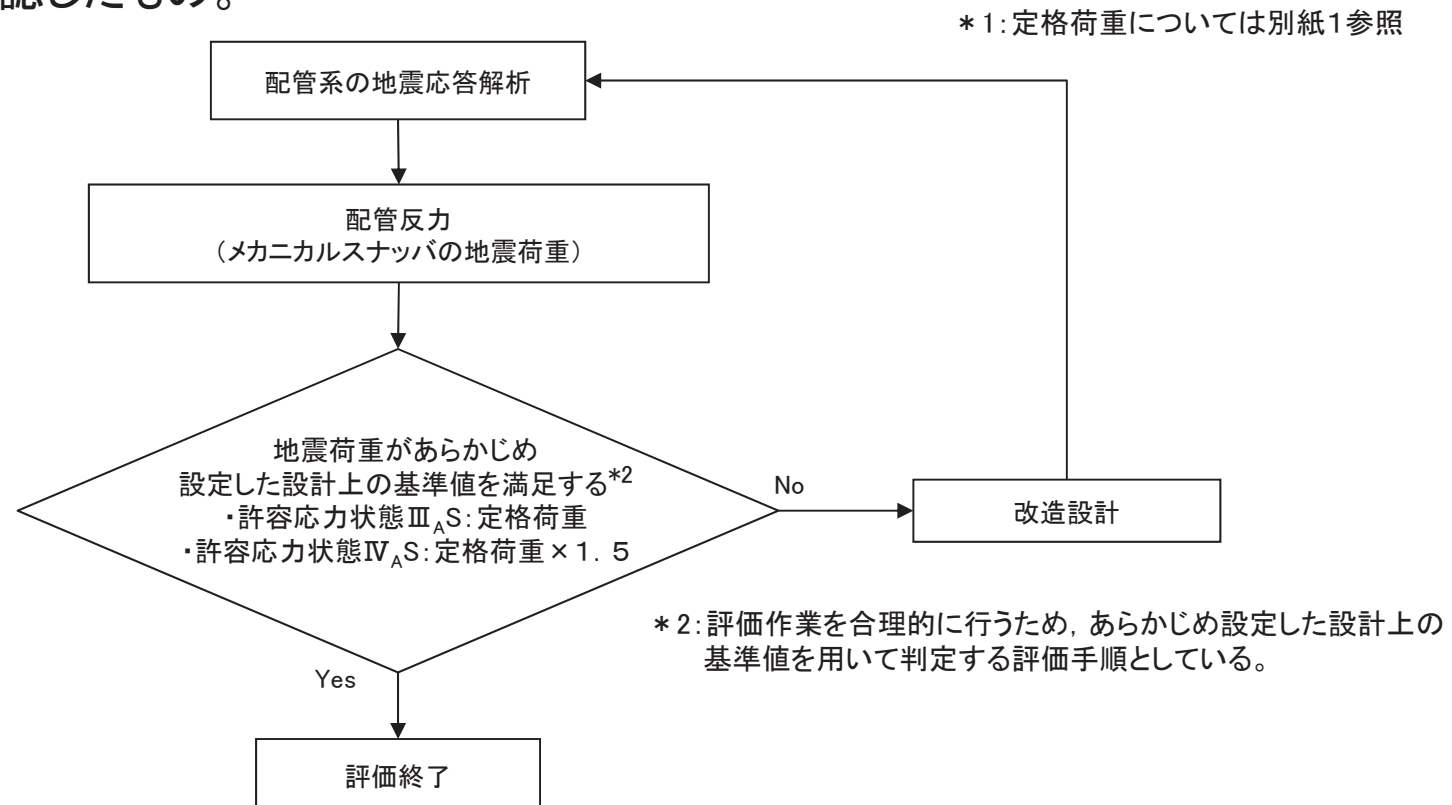 認したもの。
*1:定格荷重については別紙1参照
配管系の地震応答解析
配管反力
(メカニカルスナッバの地震荷重)
地震荷重があらかじめ
設定した設計上の基準値を満足する*2
・許容応力状態ⅢAS:定格荷重
・許容応力状態ⅣAS:定格荷重×1.5
No
改造設計
*2:評価作業を合理的に行うため,あらかじめ設定した設計上の
基準値を用いて判定する評価手順としている。
Yes
評価終了